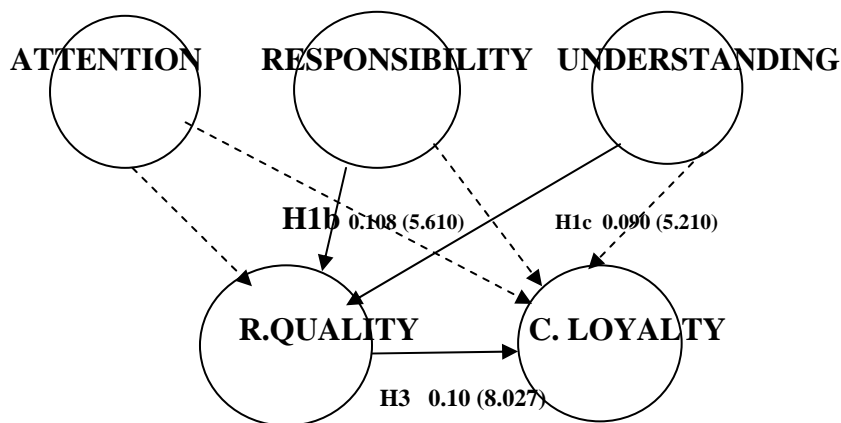 ATTENTION RESPONSIBILITY UNDERSTANDING
H1b 0.108 (5.610) H1c 0.090 (5.210)
R.QUALITY C. LOYALTY
H3 0.10 (8.027)